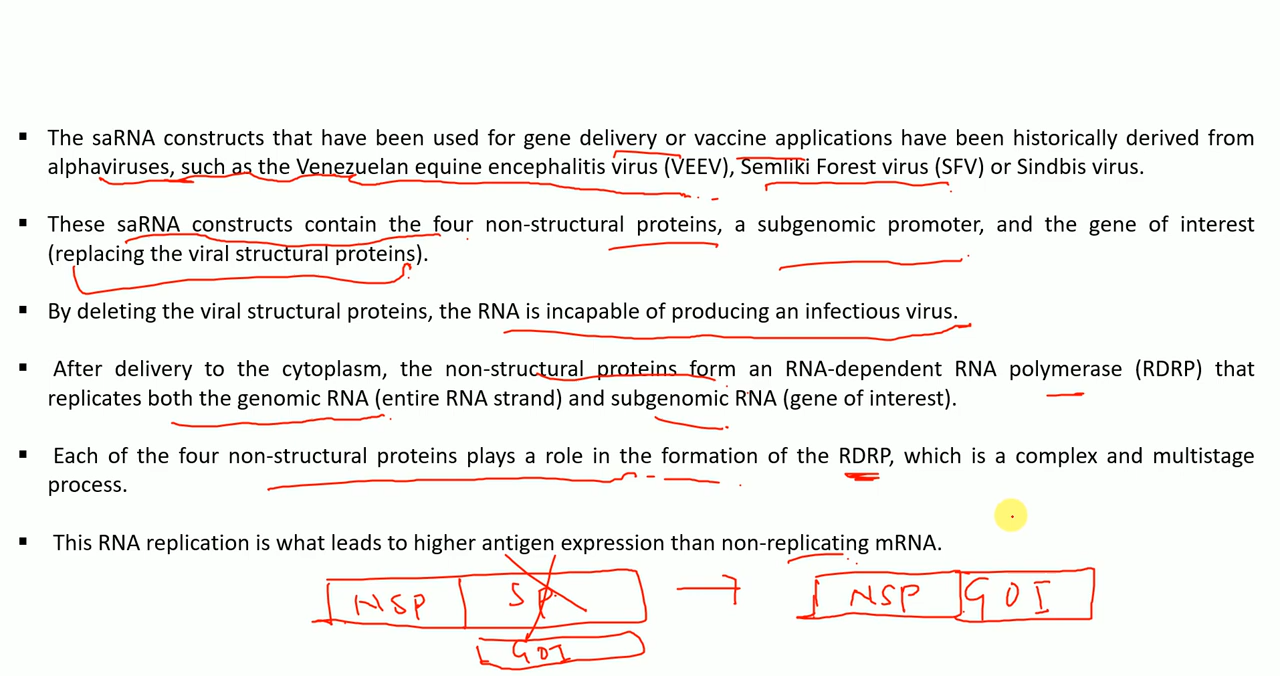 ▪ The saRNA constructs that have been used for gene delivery or vaccine applications have been historically derived from
alphaviruses, such as the Venezuelan equine encephalitis virus (VEEV), Semliki Forest virus (SFV) or Sindbis virus.
▪ These saRNA constructs contain the four non-structural proteins, a subgenomic promoter, and the gene of interest
(replacing the viral structural proteins).
▪ By deleting the viral structural proteins, the RNA is incapable of producing an infectious virus.
▪ After delivery to the cytoplasm, the non-structural proteins form an RNA-dependent RNA polymerase (RDRP) that
replicates both the genomic RNA (entire RNA strand) and subgenomic RNA (gene of interest).
▪ Each of the four non-structural proteins plays a role in the formation of the RDRP, which is a complex and multistage
process.
▪ This RNA replication is what leads to higher antigen expression than non-replicating mRNA.
NSP SP → NSP GOI
GOI